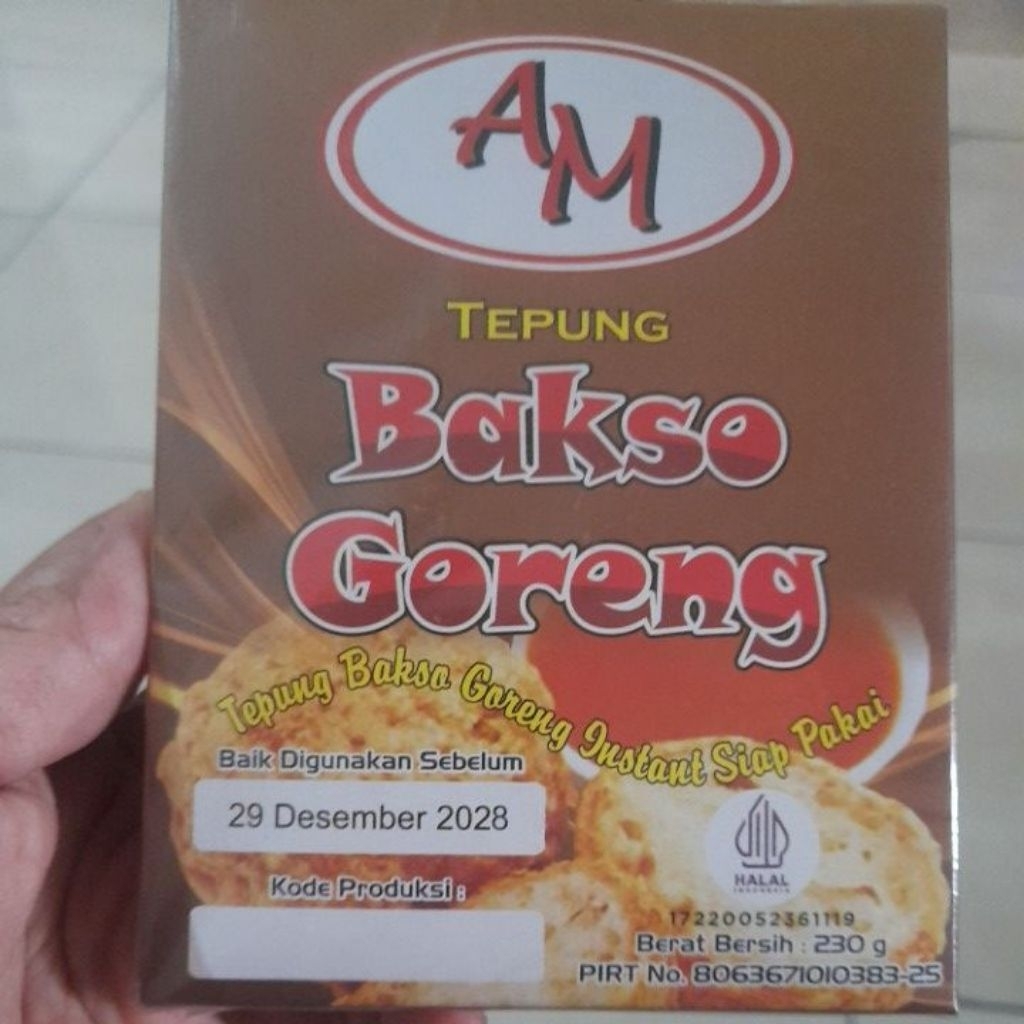 AM
TEPUNG
Bakso
Goreng
Tepung Bakso Goreng Instant Siap Pakai
Baik Digunakan Sebelum
29 Desember 2028
Kode Produksi :
HALAL
INDONESIA
17220052361119
Berat Bersih : 230 g
PIRT No. 8063671010383-25